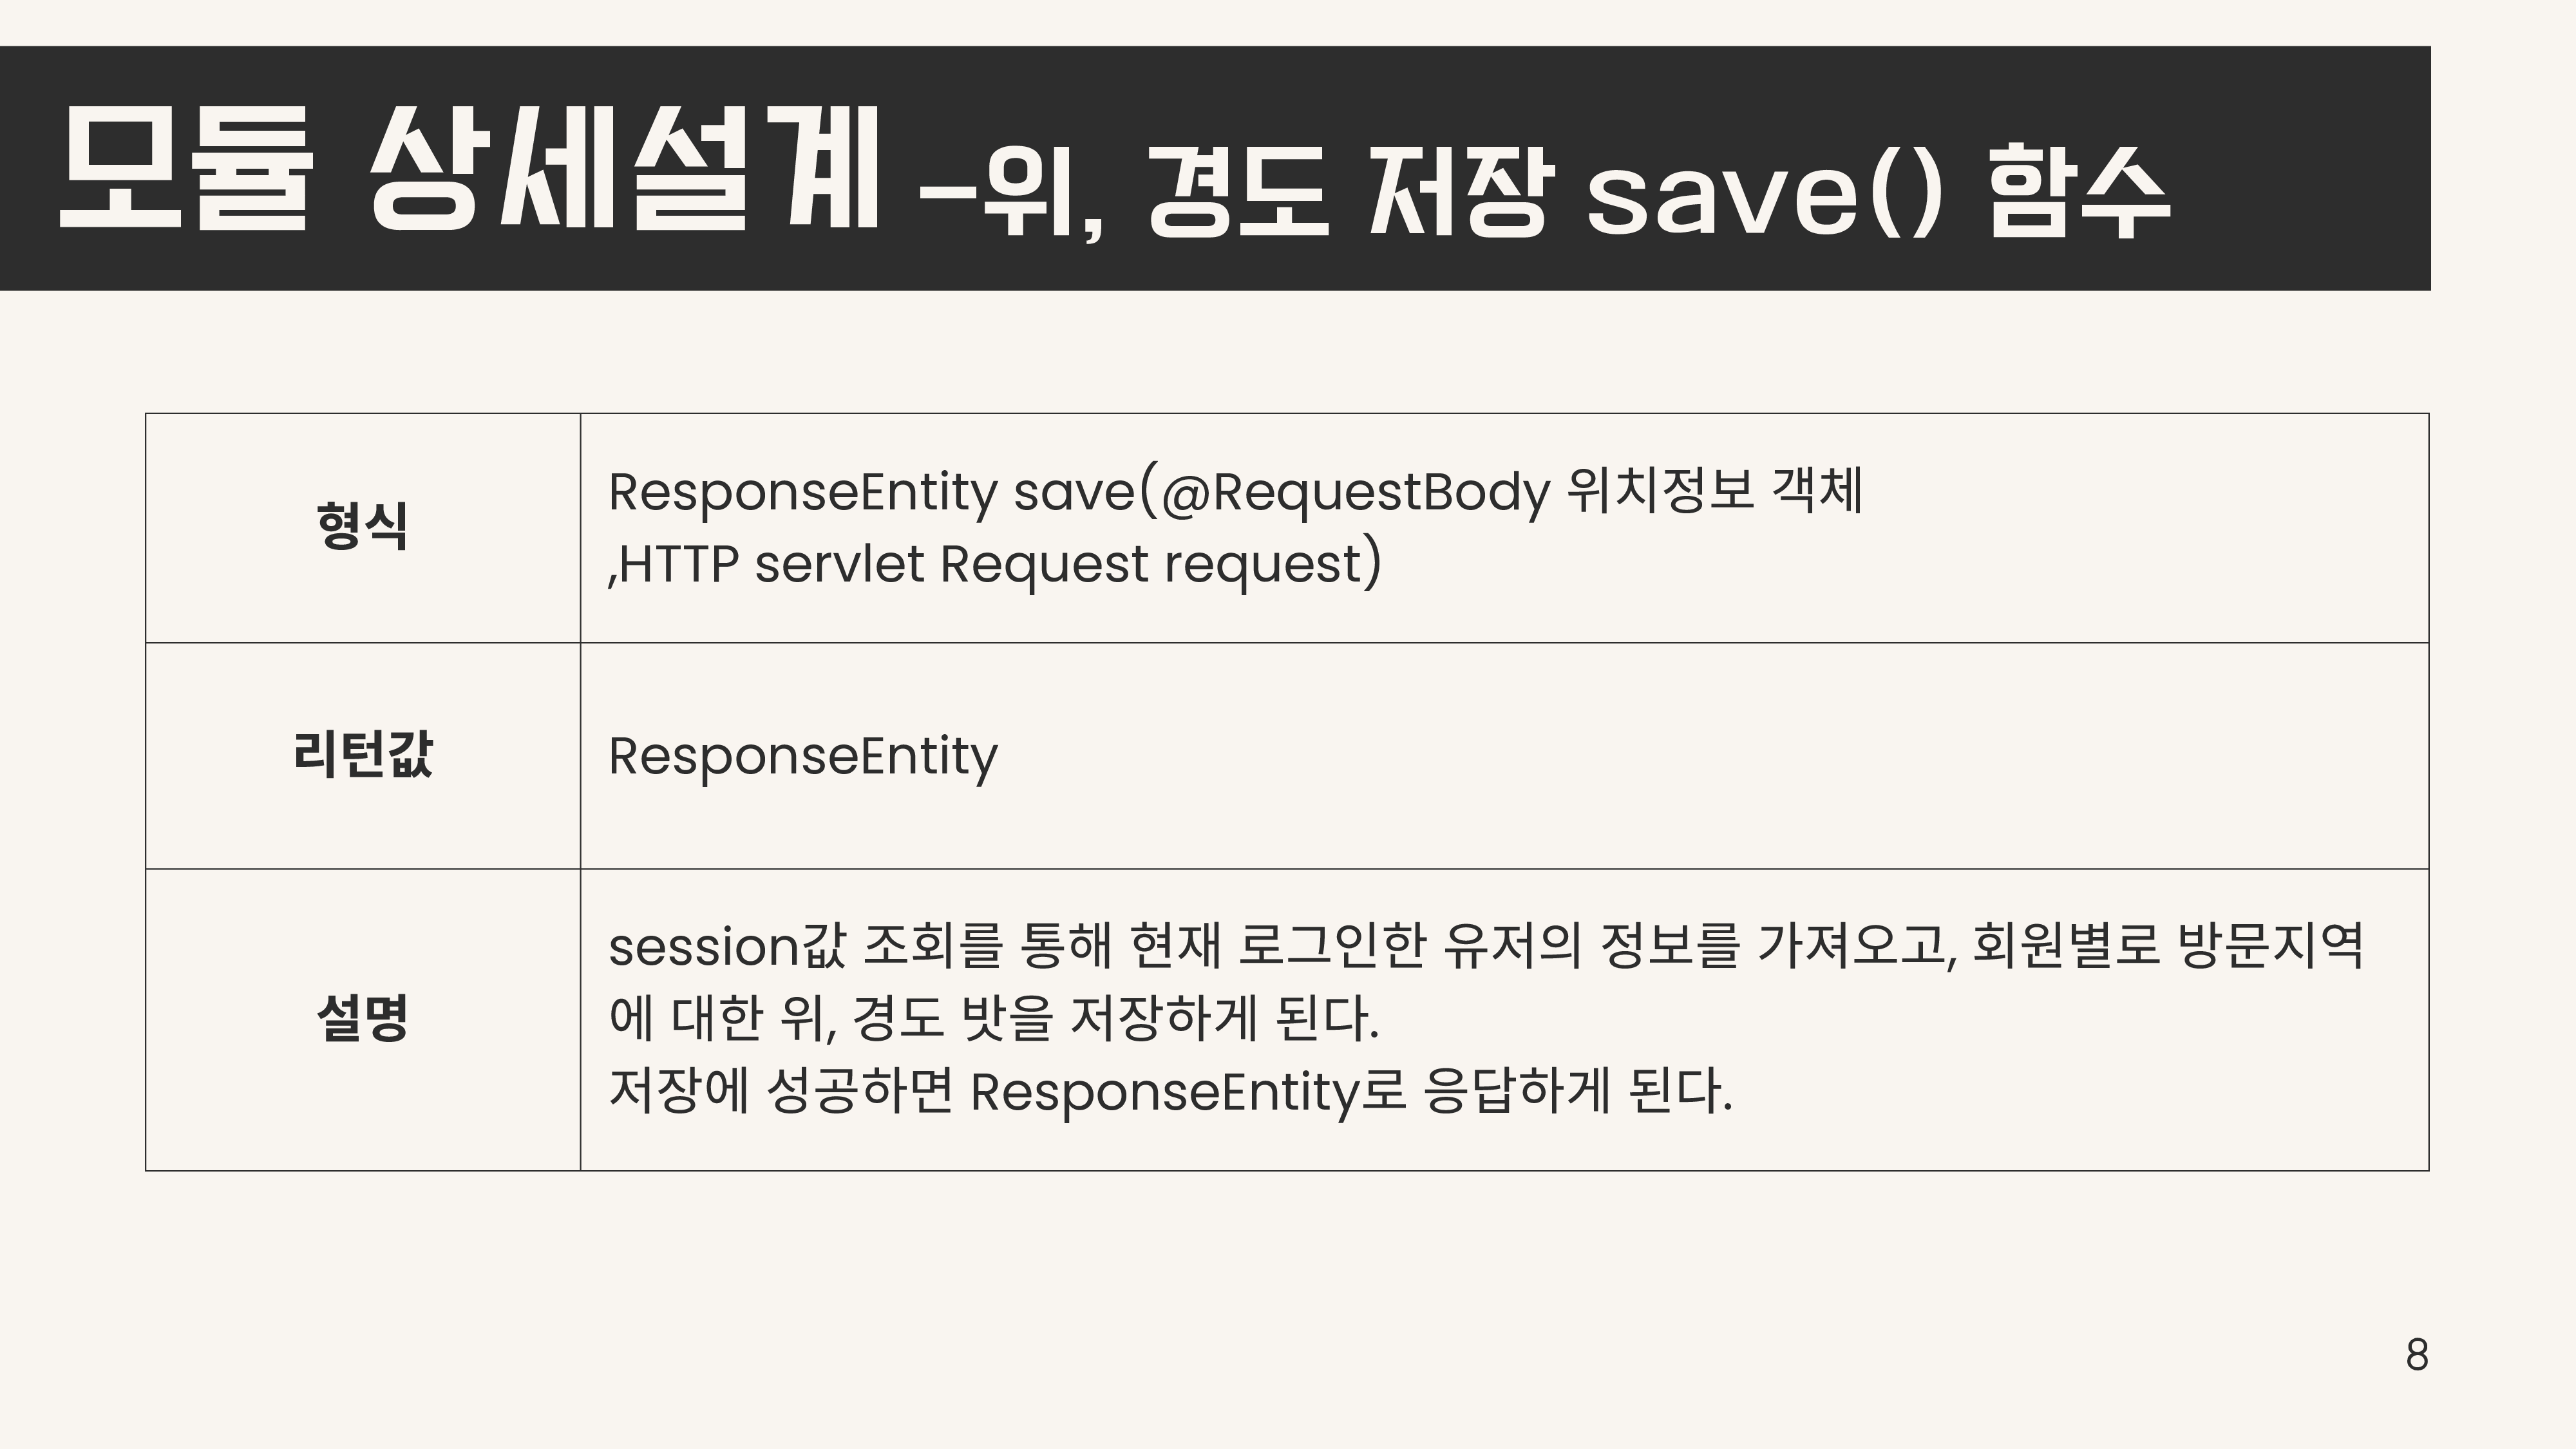 모듈 상세설계 -위, 경도 저장 save() 함수
형식
ResponseEntity save(@RequestBody 위치정보 객체
,HTTP servlet Request request)
리턴값
ResponseEntity
설명
session값 조회를 통해 현재 로그인한 유저의 정보를 가져오고, 회원별로 방문지역
에 대한 위, 경도 밧을 저장하게 된다.
저장에 성공하면 ResponseEntity로 응답하게 된다.
8